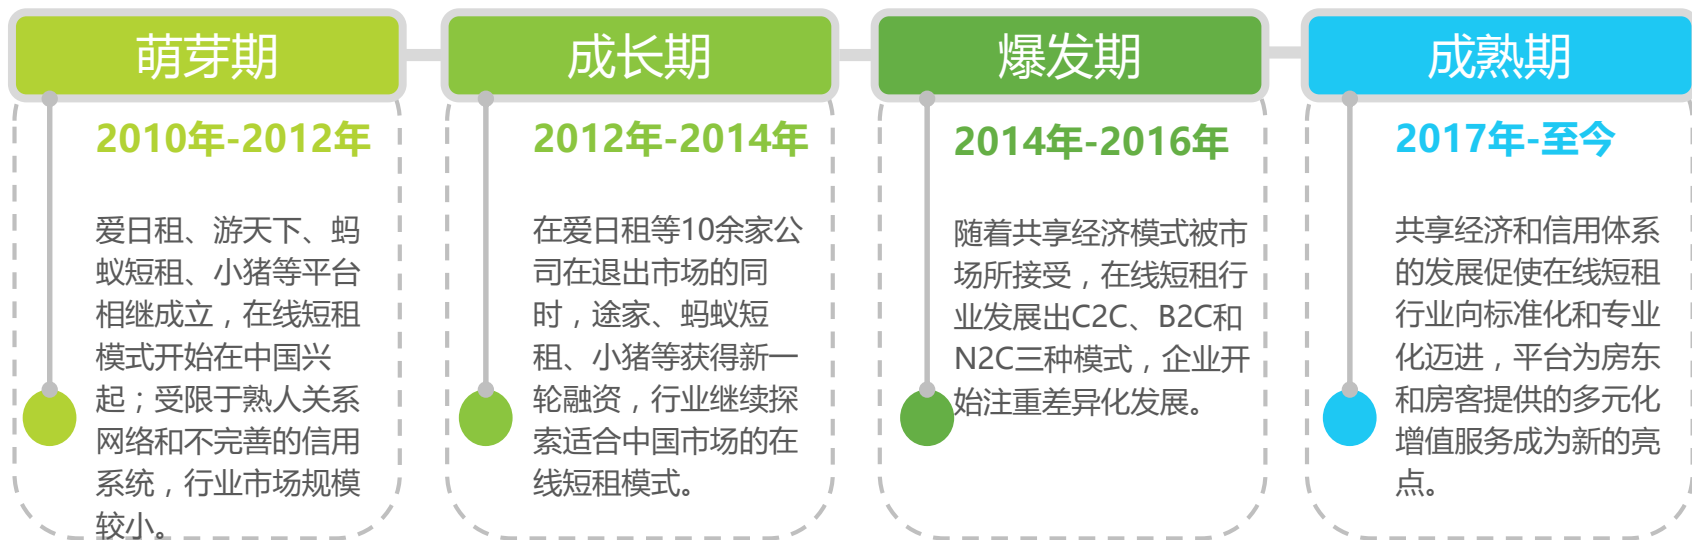 萌芽期
2010年-2012年
爱日租、游天下、蚂
蚁短租、小猪等平台
相继成立，在线短租
模式开始在中国兴
起；受限于熟人关系
网络和不完善的信用
系统，行业市场规模
较小。
成长期
2012年-2014年
在爱日租等10余家公
司在退出市场的同
时，途家、蚂蚁短
租、小猪等获得新一
轮融资，行业继续探
索适合中国市场的在
线短租模式。
爆发期
2014年-2016年
随着共享经济模式被市
场所接受，在线短租行
业发展出C2C、B2C和
N2C三种模式，企业开
始注重差异化发展。
成熟期
2017年-至今
共享经济和信用体系
的发展促使在线短租
行业向标准化和专业
化迈进，平台为房东
和房客提供的多元化
增值服务成为新的亮
点。